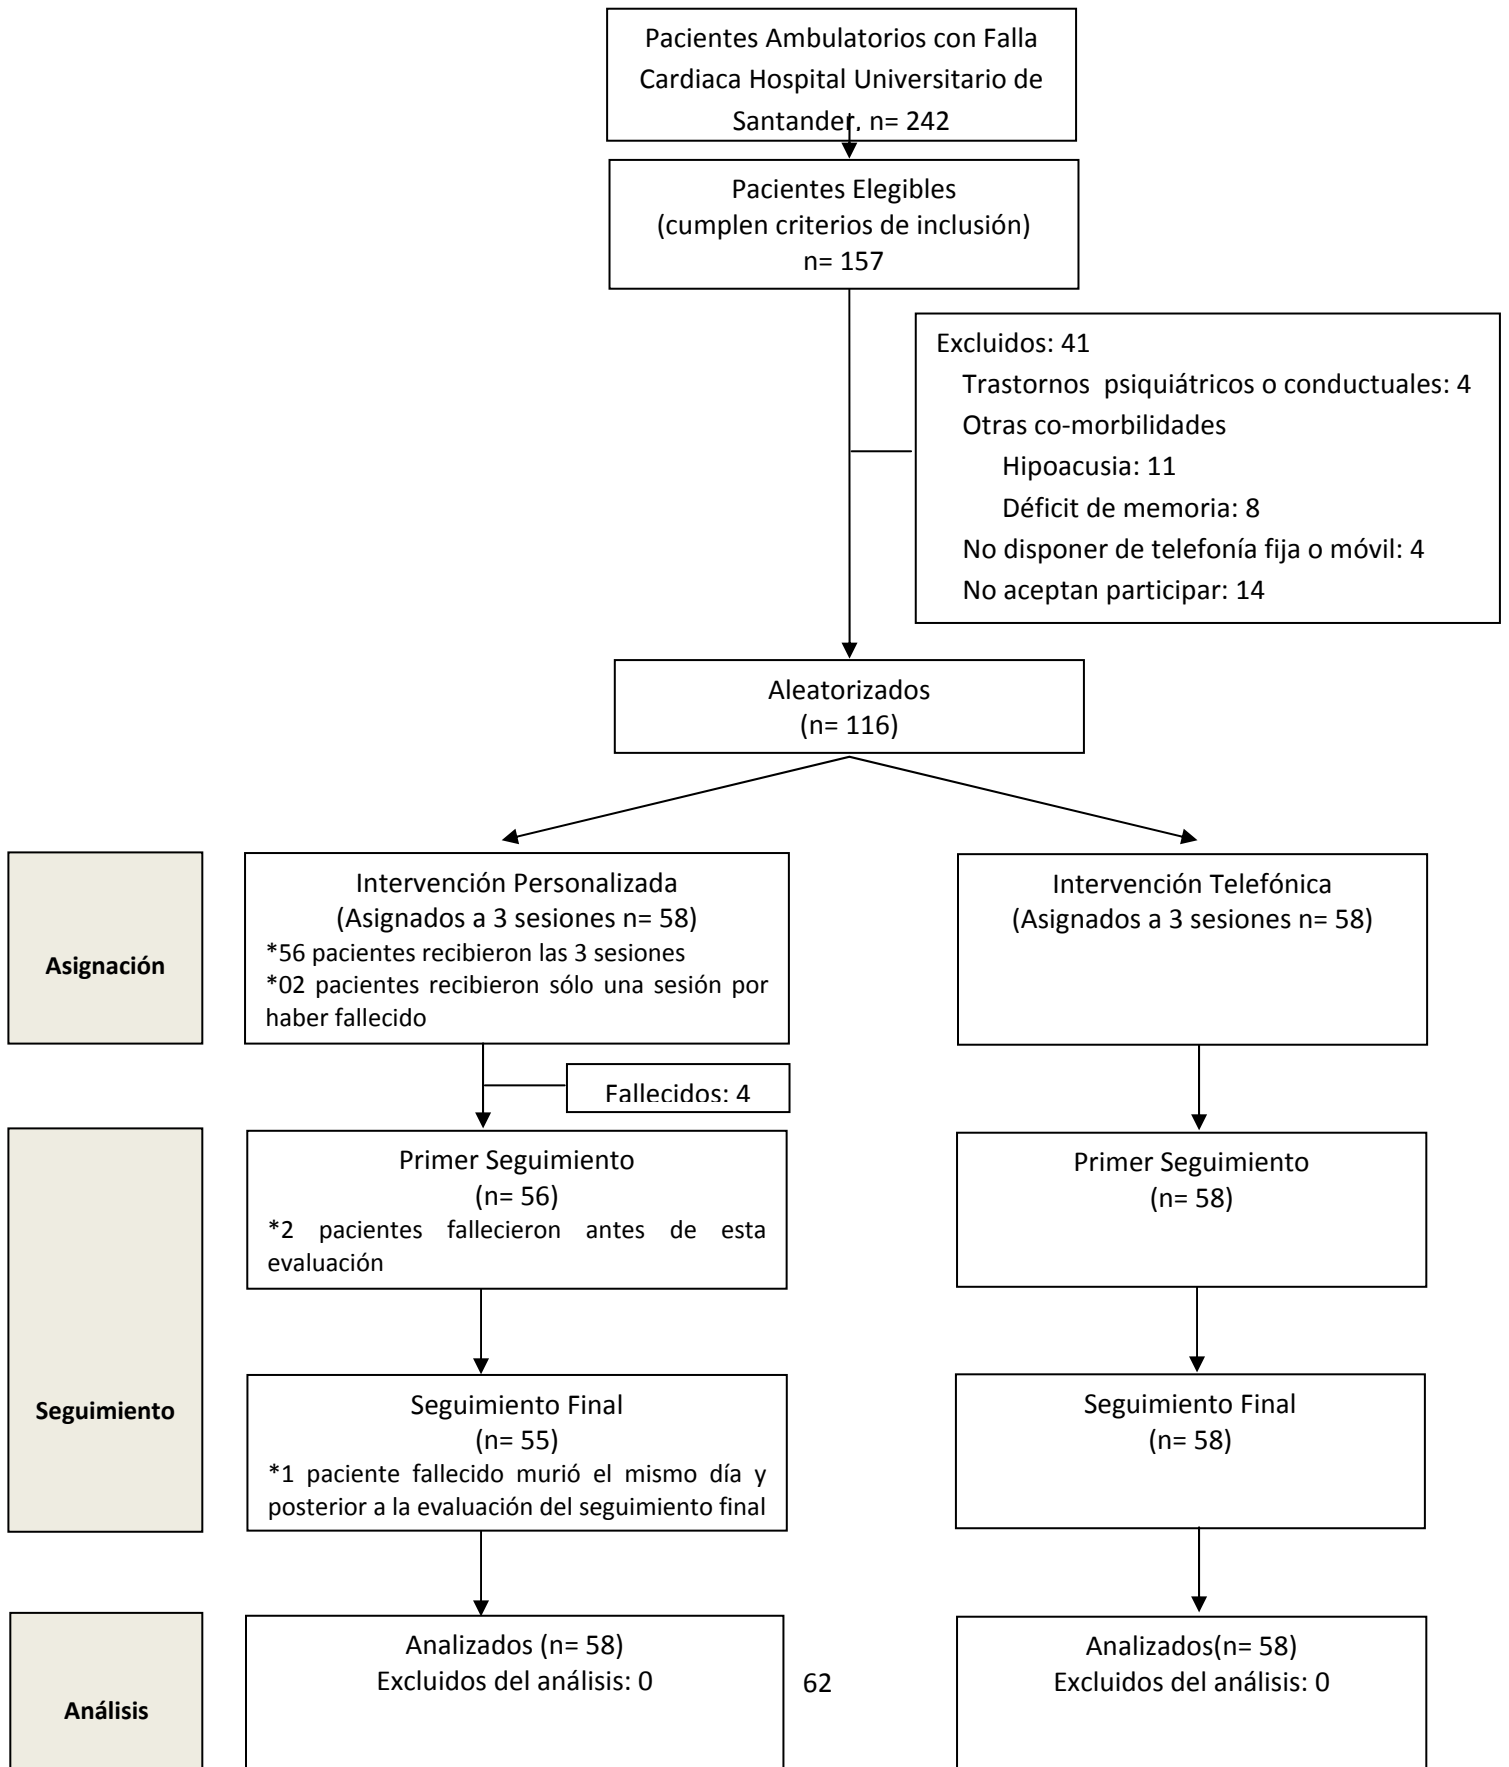 Pacientes Ambulatorios con Falla
Cardiaca Hospital Universitario de
Santander, n= 242
Pacientes Elegibles
(cumplen criterios de inclusión)
n= 157
Excluidos: 41
Trastornos psiquiátricos o conductuales: 4
Otras co-morbilidades
Hipoacusia: 11
Déficit de memoria: 8
No disponer de telefonía fija o móvil: 4
No aceptan participar: 14
Aleatorizados
(n= 116)
Asignación
Intervención Personalizada
(Asignados a 3 sesiones n= 58)
*56 pacientes recibieron las 3 sesiones
*02 pacientes recibieron sólo una sesión por
haber fallecido
Intervención Telefónica
(Asignados a 3 sesiones n= 58)
Fallecidos: 4
Seguimiento
Primer Seguimiento
(n= 56)
*2 pacientes fallecieron antes de esta
evaluación
Primer Seguimiento
(n= 58)
Seguimiento Final
(n= 55)
*1 paciente fallecido murió el mismo día y
posterior a la evaluación del seguimiento final
Seguimiento Final
(n= 58)
Análisis
Analizados (n= 58)
Excluidos del análisis: 0
62
Analizados(n= 58)
Excluidos del análisis: 0